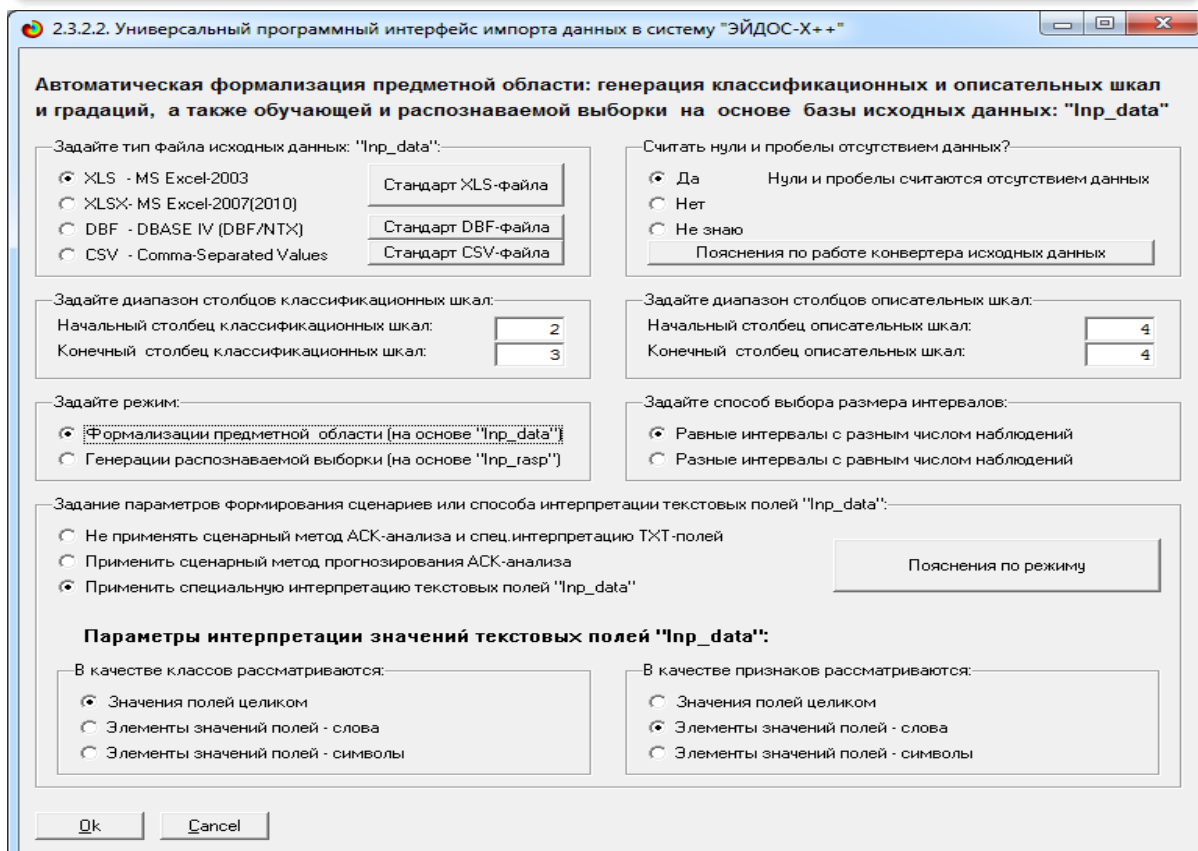 2.3.2.2. Универсальный программный интерфейс импорта данных в систему "ЭЙДОС-X++"
Автоматическая формализация предметной области: генерация классификационных и описательных шкал
и градаций, а также обучающей и распознаваемой выборки на основе базы исходных данных: "Inp_data"
Задайте тип файла исходных данных: "Inp_data":
XLS - MS Excel-2003
Стандарт XLS-файла
XLSX- MS Excel-2007(2010)
DBF - DBASE IV (DBF/NTX)
Стандарт DBF-файла
CSV - Comma-Separated Values
Стандарт CSV-файла
Считать нули и пробелы отсутствием данных?
Да Нули и пробелы считаются отсутствием данных
Нет
Не знаю
Пояснения по работе конвертера исходных данных
Задайте диапазон столбцов классификационных шкал:
Начальный столбец классификационных шкал: 2
Конечный столбец классификационных шкал: 3
Задайте диапазон столбцов описательных шкал:
Начальный столбец описательных шкал: 4
Конечный столбец описательных шкал: 4
Задайте режим:
Формализации предметной области (на основе "Inp_data")
Генерации распознаваемой выборки (на основе "Inp_rasp")
Задайте способ выбора размера интервалов:
Равные интервалы с разным числом наблюдений
Разные интервалы с равным числом наблюдений
Задание параметров формирования сценариев или способа интерпретации текстовых полей "Inp_data":
Не применять сценарный метод АСК-анализа и спец.интерпретацию TXT-полей
Применить сценарный метод прогнозирования АСК-анализа
Применить специальную интерпретацию текстовых полей "Inp_data"
Пояснения по режиму
Параметры интерпретации значений текстовых полей "Inp_data":
В качестве классов рассматриваются:
Значения полей целиком
Элементы значений полей - слова
Элементы значений полей - символы
В качестве признаков рассматриваются:
Значения полей целиком
Элементы значений полей - слова
Элементы значений полей - символы
Ok
Cancel